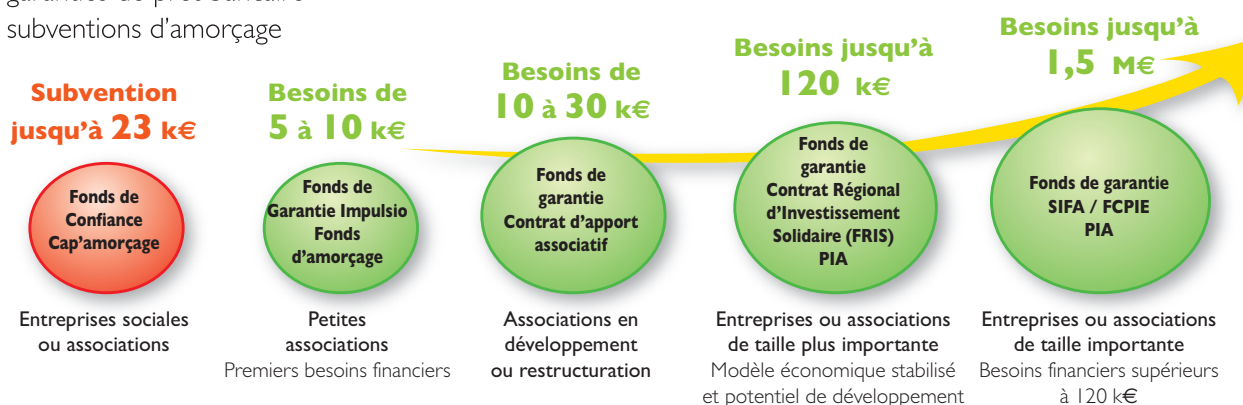 subventions d'amorçage
Subvention
jusqu'à 23 k€
Fonds de
Confiance
Cap'amorçage
Entreprises sociales
ou associations
Besoins de
5 à 10 k€
Fonds de
Garantie Impulsio
Fonds
d'amorçage
Petites
associations
Premiers besoins financiers
Besoins de
10 à 30 k€
Fonds de
garantie
Contrat d'apport
associatif
Associations en
développement
ou restructuration
Besoins jusqu'à
120 k€
Fonds de
garantie
Contrat Régional
d'Investissement
Solidaire (FRIS)
PIA
Entreprises ou associations
de taille plus importante
Modèle économique stabilisé
et potentiel de développement
Besoins jusqu'à
1,5 M€
Fonds de garantie
SIFA / FCPIE
PIA
Entreprises ou associations
de taille importante
Besoins financiers supérieurs
à 120 k€